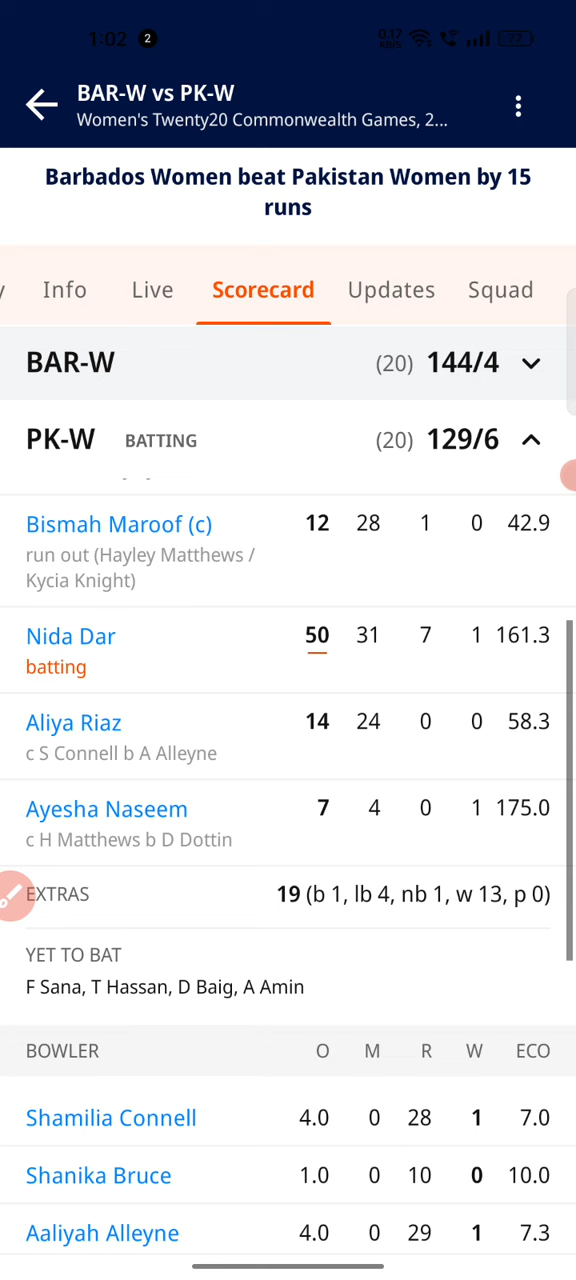 1:02 2 0.17 KB/S 77
BAR-W vs PK-W
Women's Twenty20 Commonwealth Games, 2...
Barbados Women beat Pakistan Women by 15
runs
y Info Live Scorecard Updates Squad
BAR-W (20) 144/4
PK-W BATTING (20) 129/6
Bismah Maroof (c) 12 28 1 0 42.9
run out (Hayley Matthews /
Kycia Knight)
Nida Dar 50 31 7 1 161.3
batting
Aliya Riaz 14 24 0 0 58.3
c S Connell b A Alleyne
Ayesha Naseem 7 4 0 1 175.0
c H Matthews b D Dottin
EXTRAS 19 (b 1, lb 4, nb 1, w 13, p 0)
YET TO BAT
F Sana, T Hassan, D Baig, A Amin
BOWLER O M R W ECO
Shamilia Connell 4.0 0 28 1 7.0
Shanika Bruce 1.0 0 10 0 10.0
Aaliyah Alleyne 4.0 0 29 1 7.3